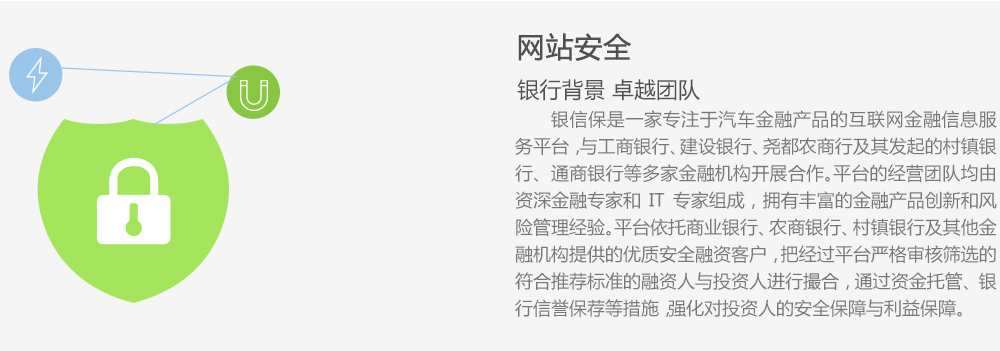 网站安全
银行背景 卓越团队
银信保是一家专注于汽车金融产品的互联网金融信息服
务平台，与工商银行、建设银行、尧都农商行及其发起的村镇银
行、通商银行等多家金融机构开展合作。平台的经营团队均由
资深金融专家和 IT 专家组成，拥有丰富的金融产品创新和风
险管理经验。平台依托商业银行、农商银行、村镇银行及其他金
融机构提供的优质安全融资客户，把经过平台严格审核筛选的
符合推荐标准的融资人与投资人进行撮合，通过资金托管、银
行信誉保荐等措施，强化对投资人的安全保障与利益保障。